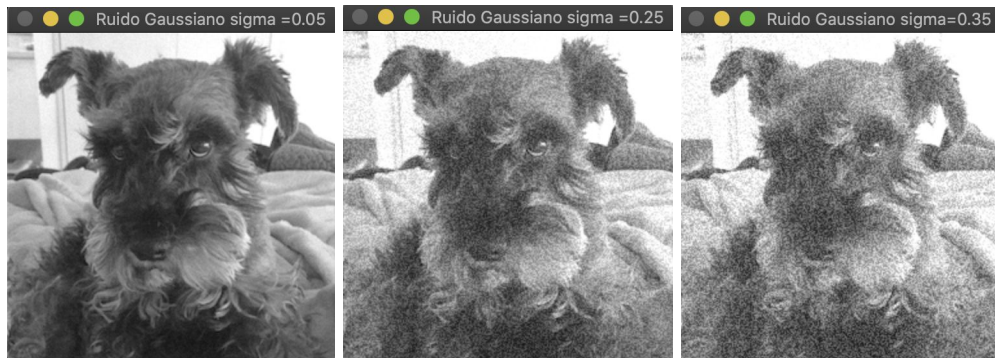 Ruido Gaussiano sigma =0.05
Ruido Gaussiano sigma =0.25
Ruido Gaussiano sigma=0.35